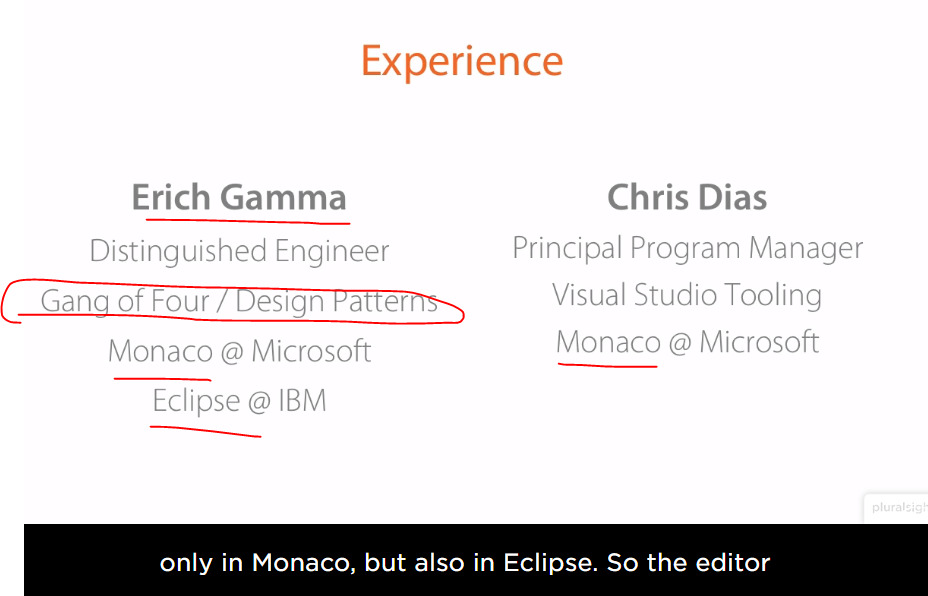 Experience
Erich Gamma
Distinguished Engineer
Gang of Four / Design Patterns
Monaco @ Microsoft
Eclipse @ IBM
Chris Dias
Principal Program Manager
Visual Studio Tooling
Monaco @ Microsoft
only in Monaco, but also in Eclipse. So the editor